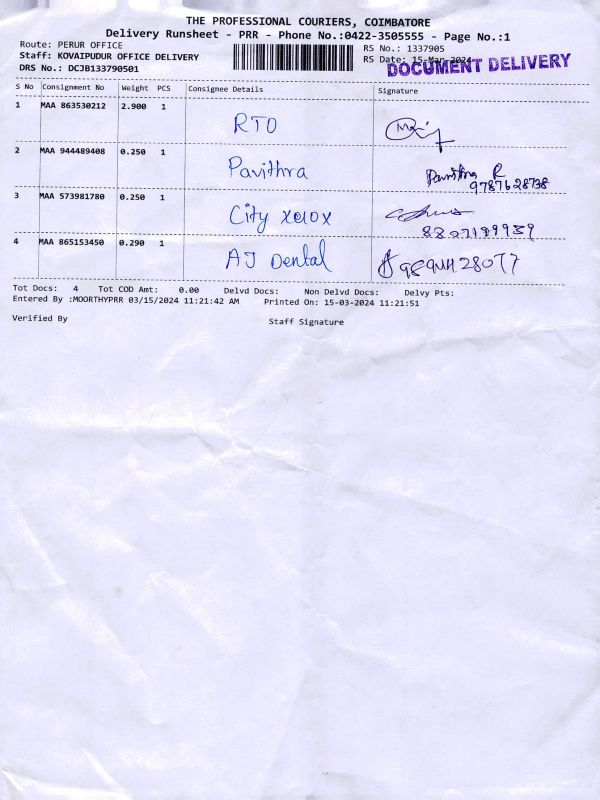 THE PROFESSIONAL COURIERS, COIMBATORE
Delivery Runsheet - PRR - Phone No.:0422-3505555 - Page No.:1
Route: PERUR OFFICE
RS No.: 1337905
Staff: KOVAIPUDUR OFFICE DELIVERY
RS Date: 15-Mar-2024
DRS No.: DCJB133790501
DOCUMENT DELIVERY
S No Consignment No Weight PCS Consignee Details Signature
1 MAA 863530212 2.900 1 RTO
2 MAA 944489408 0.250 1 Pavithra Pavithra R
9787628738
3 MAA 573981780 0.250 1 City xerox
8807199939
4 MAA 865153450 0.290 1 AJ Dental
Tot Docs: 4 Tot COD Amt: 0.00 Delvd Docs: Non Delvd Docs: Delvy Pts:
Entered By :MOORTHYPRR 03/15/2024 11:21:42 AM Printed On: 15-03-2024 11:21:51
Verified By Staff Signature